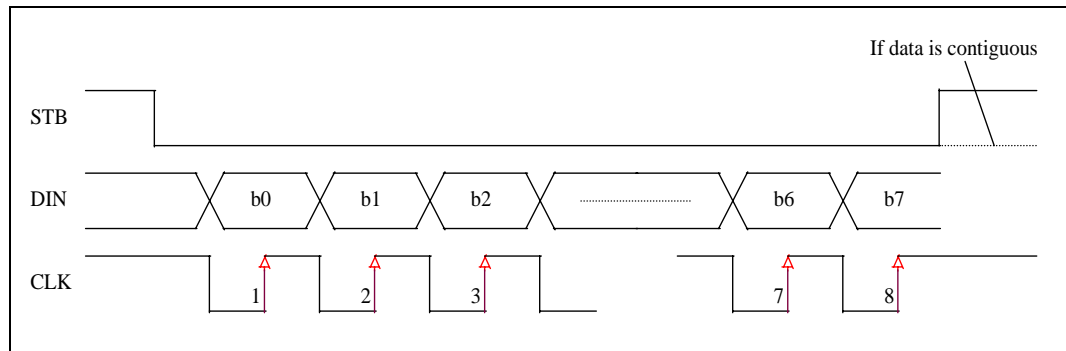 If data is contiguous
STB
DIN
b0 b1 b2 b6 b7
CLK
1 2 3 7 8